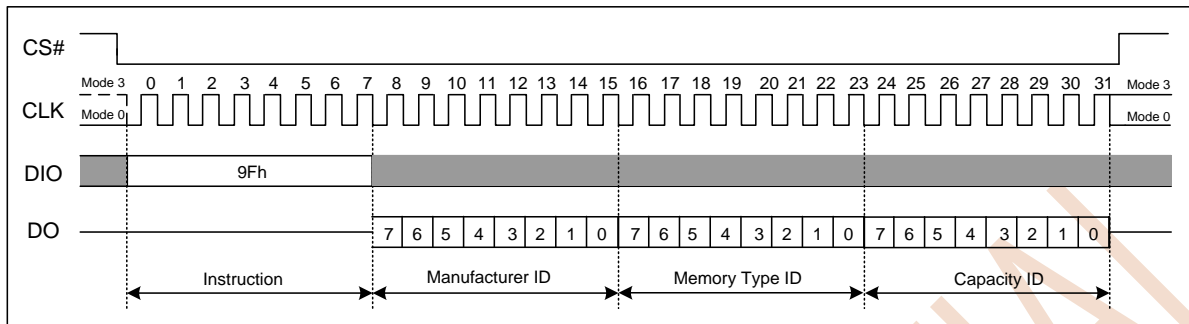 CS#
Mode 3 0 1 2 3 4 5 6 7 8 9 10 11 12 13 14 15 16 17 18 19 20 21 22 23 24 25 26 27 28 29 30 31 Mode 3
CLK
Mode 0 Mode 0
DIO 9Fh
DO 7 6 5 4 3 2 1 0 7 6 5 4 3 2 1 0 7 6 5 4 3 2 1 0
Instruction Manufacturer ID Memory Type ID Capacity ID